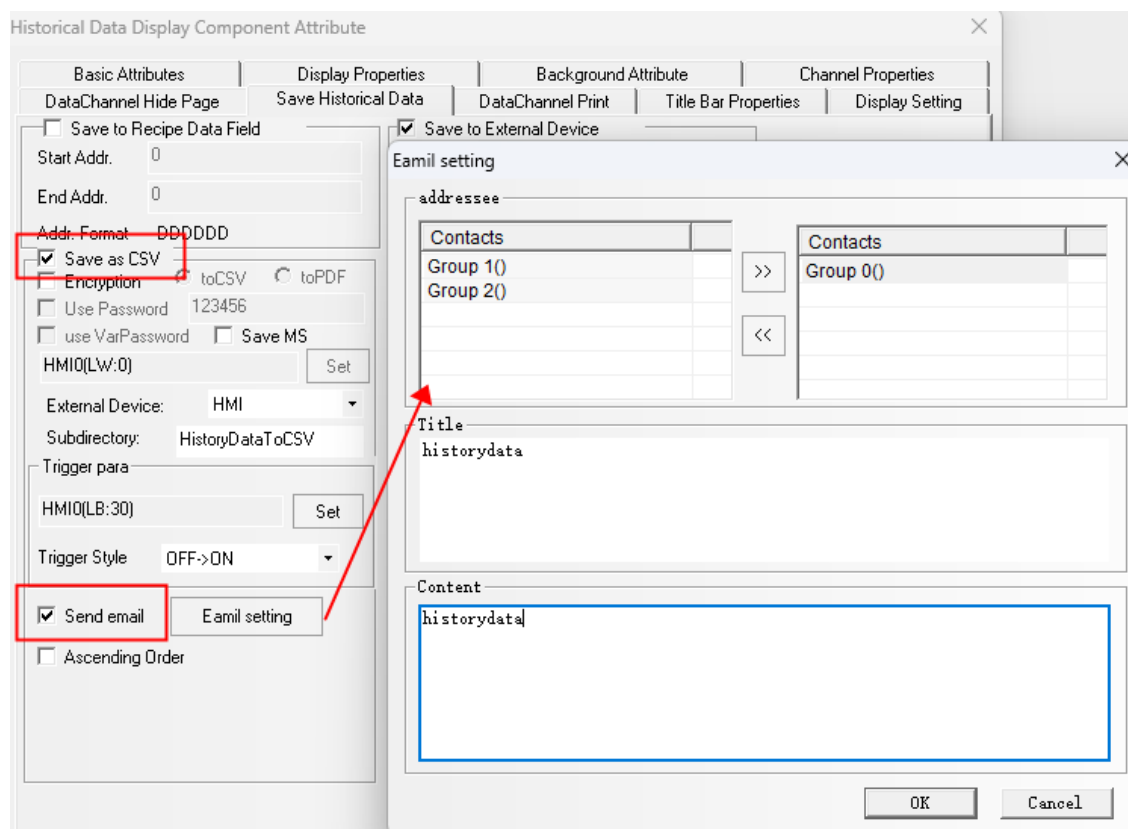 Historical Data Display Component Attribute
Basic Attributes
Display Properties
Background Attribute
Channel Properties
DataChannel Hide Page
Save Historical Data
DataChannel Print
Title Bar Properties
Display Setting
Save to Recipe Data Field
Start Addr. 0
End Addr. 0
Addr. Format DDDDDD
Save as CSV
Encryption toCSV toPDF
Use Password 123456
use VarPassword Save MS
HMI0(LW:0) Set
External Device: HMI
Subdirectory: HistoryDataToCSV
Trigger para
HMI0(LB:30) Set
Trigger Style OFF->ON
Send email Eamil setting
Ascending Order
Save to External Device
Eamil setting
addressee
Contacts
Group 1()
Group 2()
>>
<<
Contacts
Group 0()
Title
historydata
Content
historydata
OK Cancel